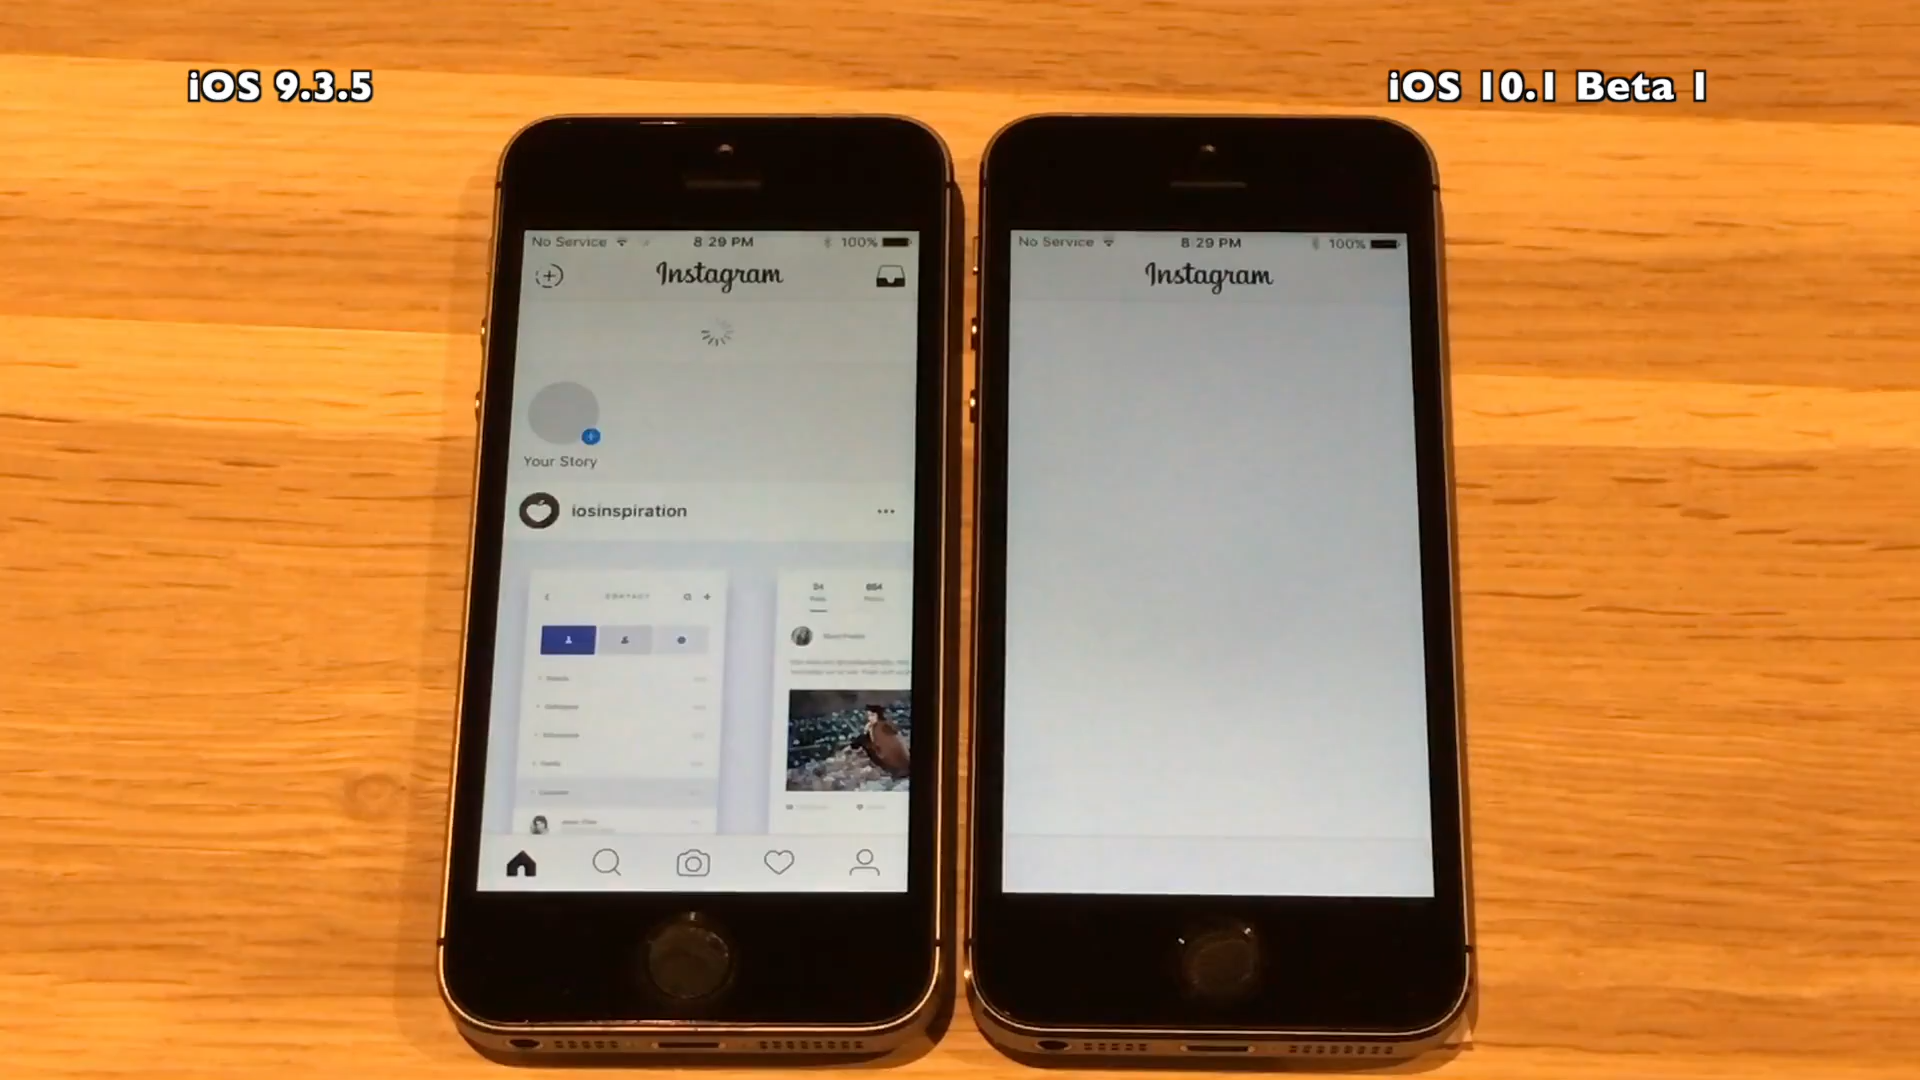 iOS 9.3.5
iOS 10.1 Beta 1
No Service 8:29 PM 100%
Instagram
Your Story
iosinspiration
CONTACT
No Service 8:29 PM 100%
Instagram